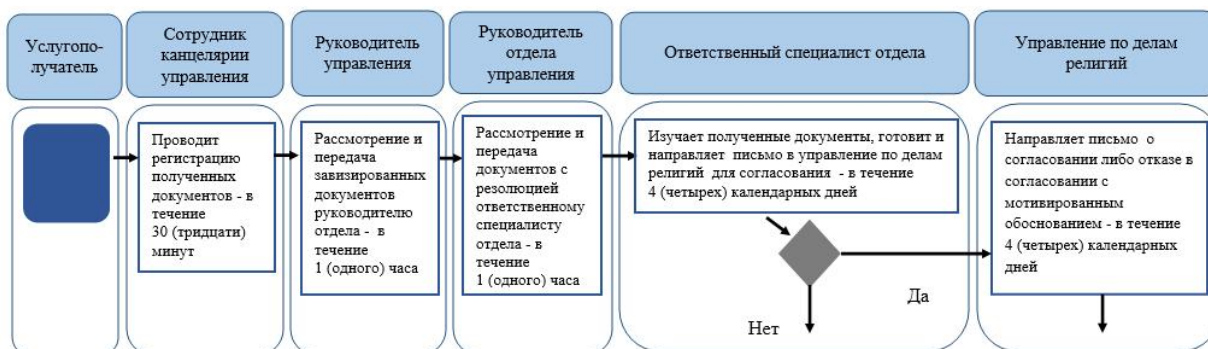 Услугопо-
лучатель
Сотрудник
канцелярии
управления
Руководитель
управления
Руководитель
отдела
управления
Ответственный специалист отдела
Управление по делам
религий
Проводит
регистрацию
полученных
документов - в
течение
30 (тридцати)
минут
Рассмотрение и
передача
завизированных
документов
руководителю
отдела - в
течение
1 (одного) часа
Рассмотрение и
передача
документов с
резолюцией
ответственному
специалисту
отдела - в
течение
1 (одного) часа
Изучает полученные документы, готовит и
направляет письмо в управление по делам
религий для согласования - в течение
4 (четырех) календарных дней
Направляет письмо о
согласовании либо отказе в
согласовании с
мотивированным
обоснованием - в течение
4 (четырех) календарных
дней
Да
Нет